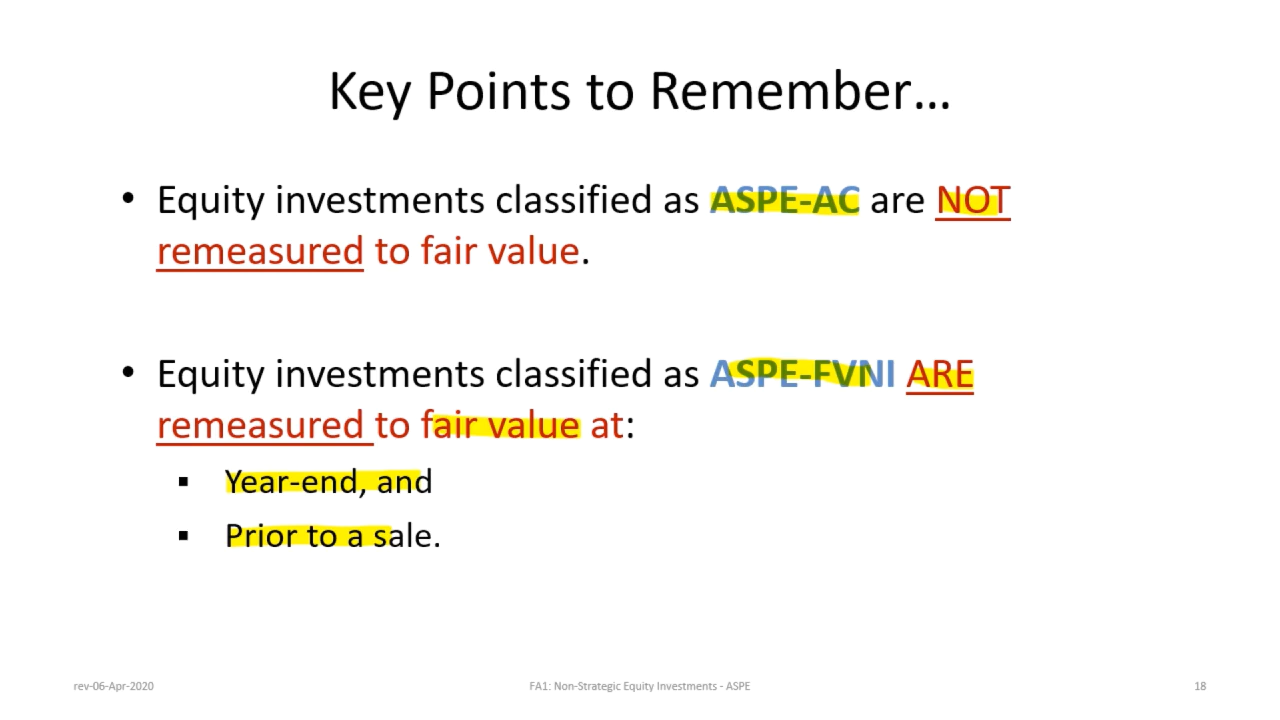 Key Points to Remember…
• Equity investments classified as ASPE-AC are NOT
remeasured to fair value.
• Equity investments classified as ASPE-FVNI ARE
remeasured to fair value at:
▪ Year-end, and
▪ Prior to a sale.
rev-06-Apr-2020
FA1: Non-Strategic Equity Investments - ASPE
18